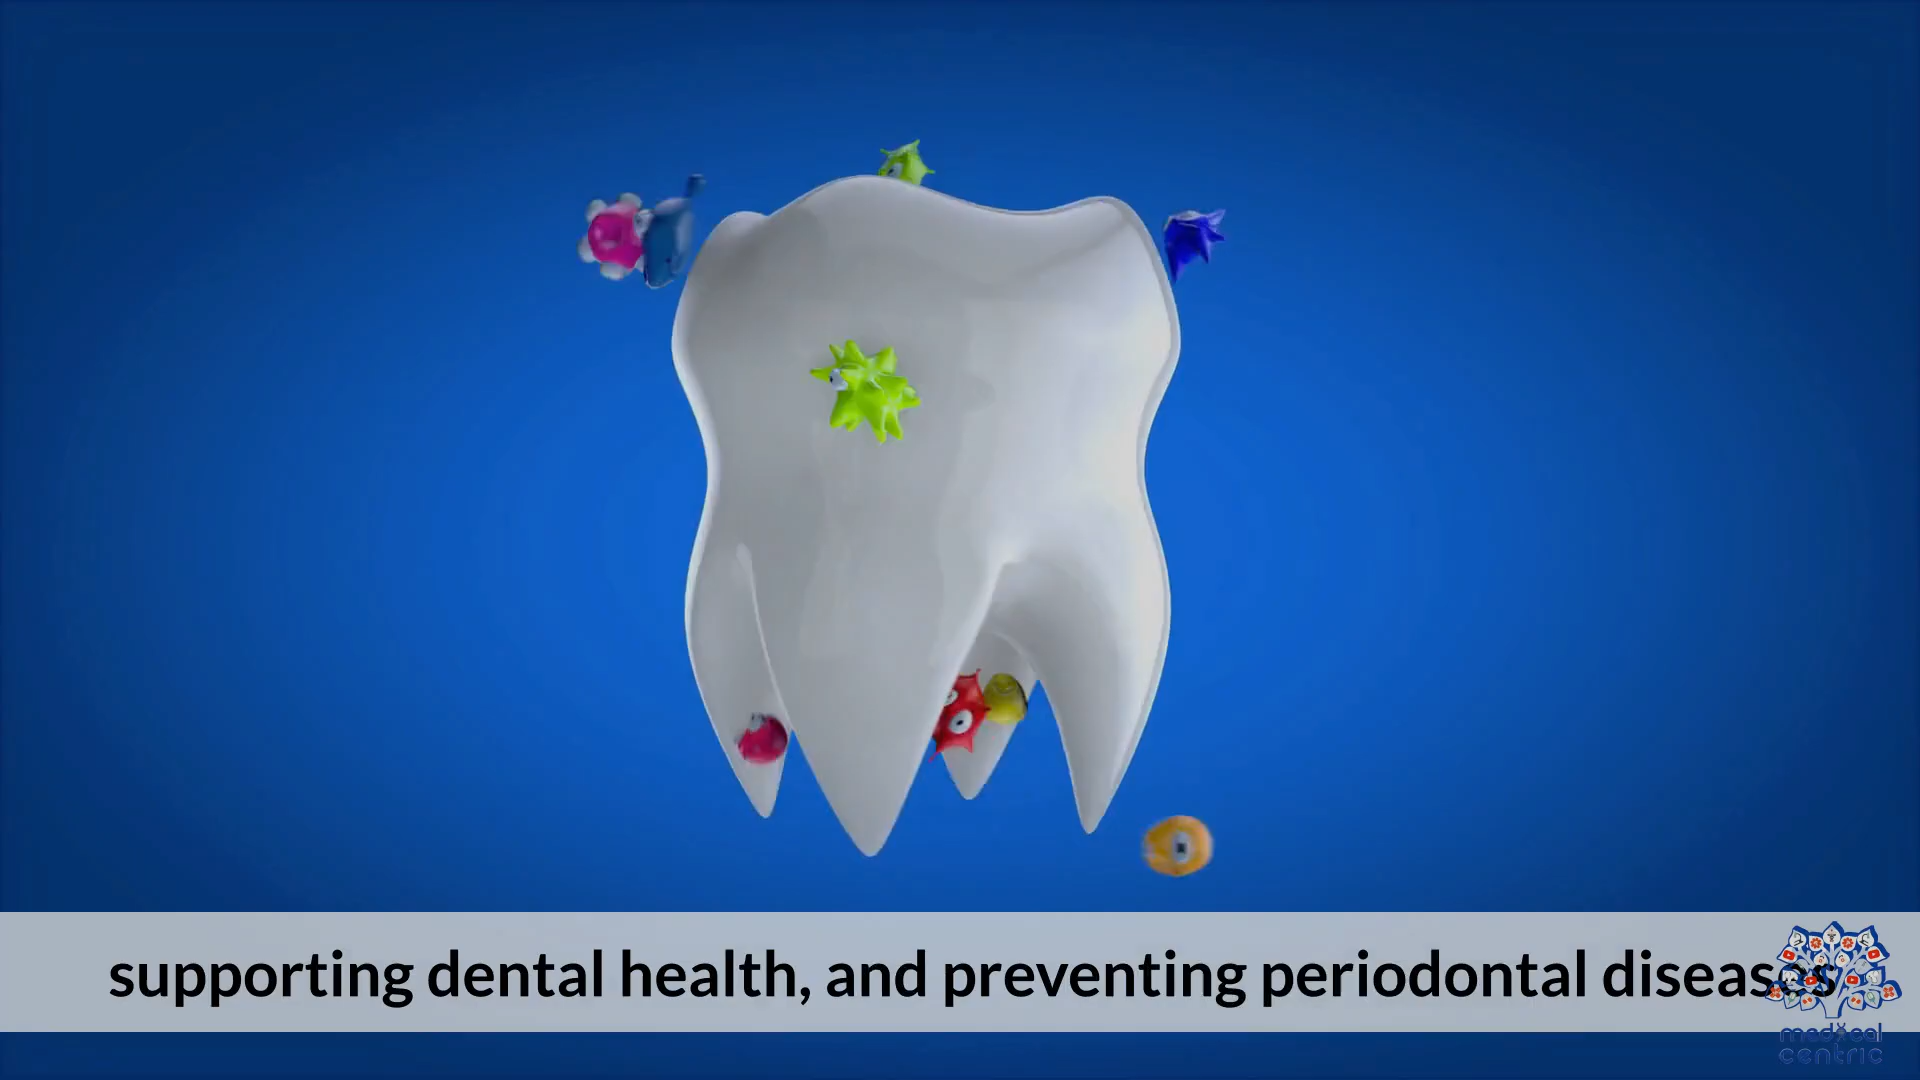 supporting dental health, and preventing periodontal diseases
medical
centric